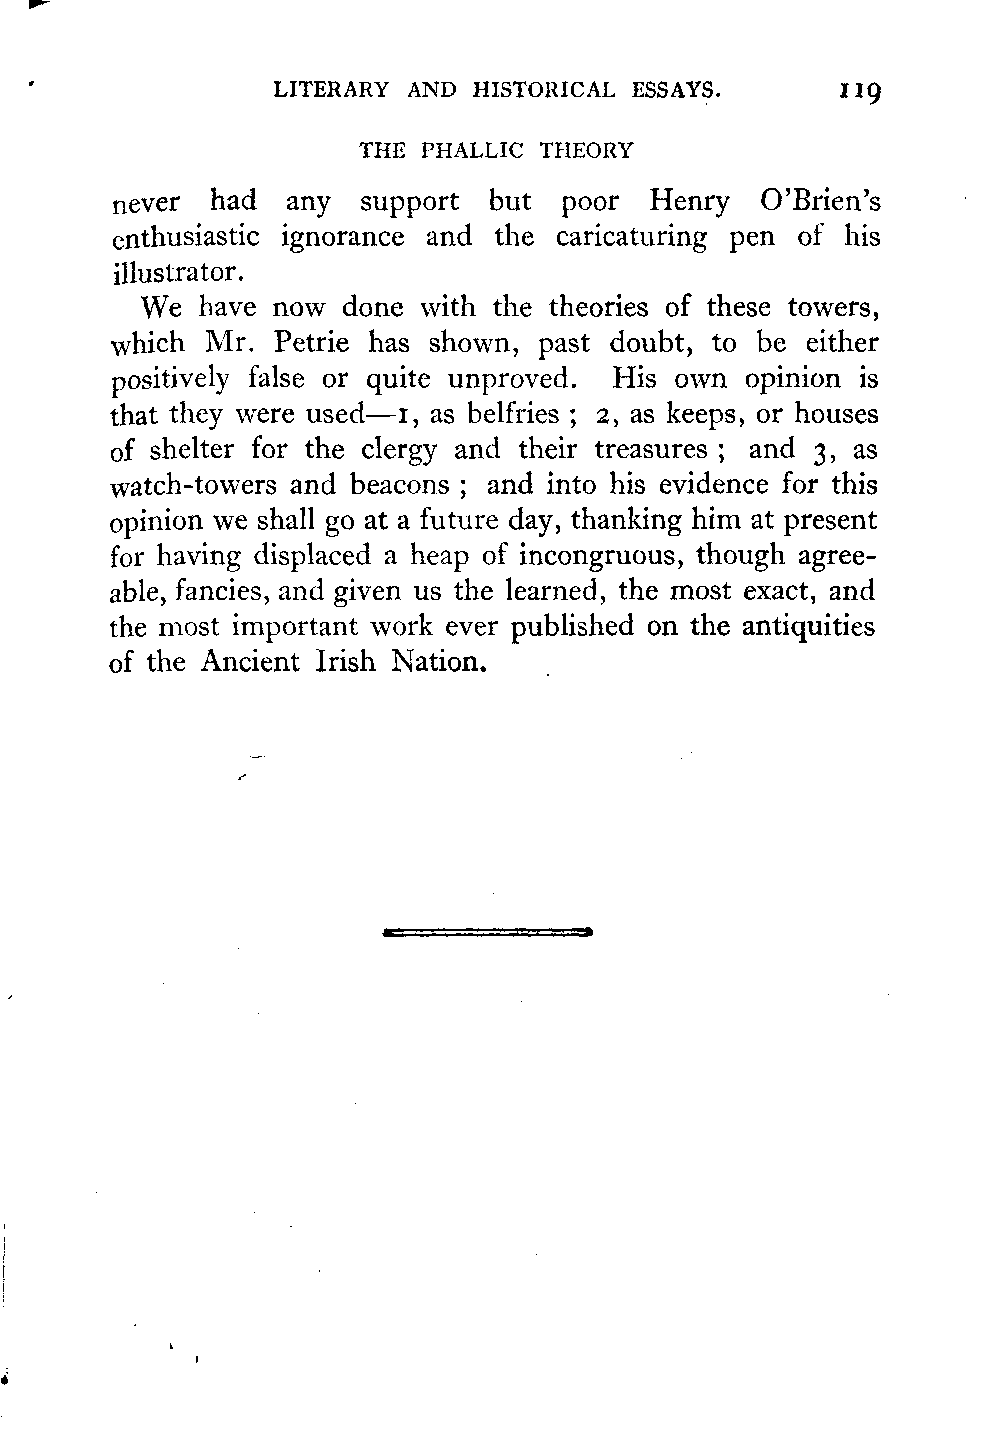 LITERARY AND HISTORICAL ESSAYS. 119
THE PHALLIC THEORY
never had any support but poor Henry O'Brien's
enthusiastic ignorance and the caricaturing pen of his
illustrator.
We have now done with the theories of these towers,
which Mr. Petrie has shown, past doubt, to be either
positively false or quite unproved. His own opinion is
that they were used—1, as belfries ; 2, as keeps, or houses
of shelter for the clergy and their treasures ; and 3, as
watch-towers and beacons ; and into his evidence for this
opinion we shall go at a future day, thanking him at present
for having displaced a heap of incongruous, though agree-
able, fancies, and given us the learned, the most exact, and
the most important work ever published on the antiquities
of the Ancient Irish Nation.